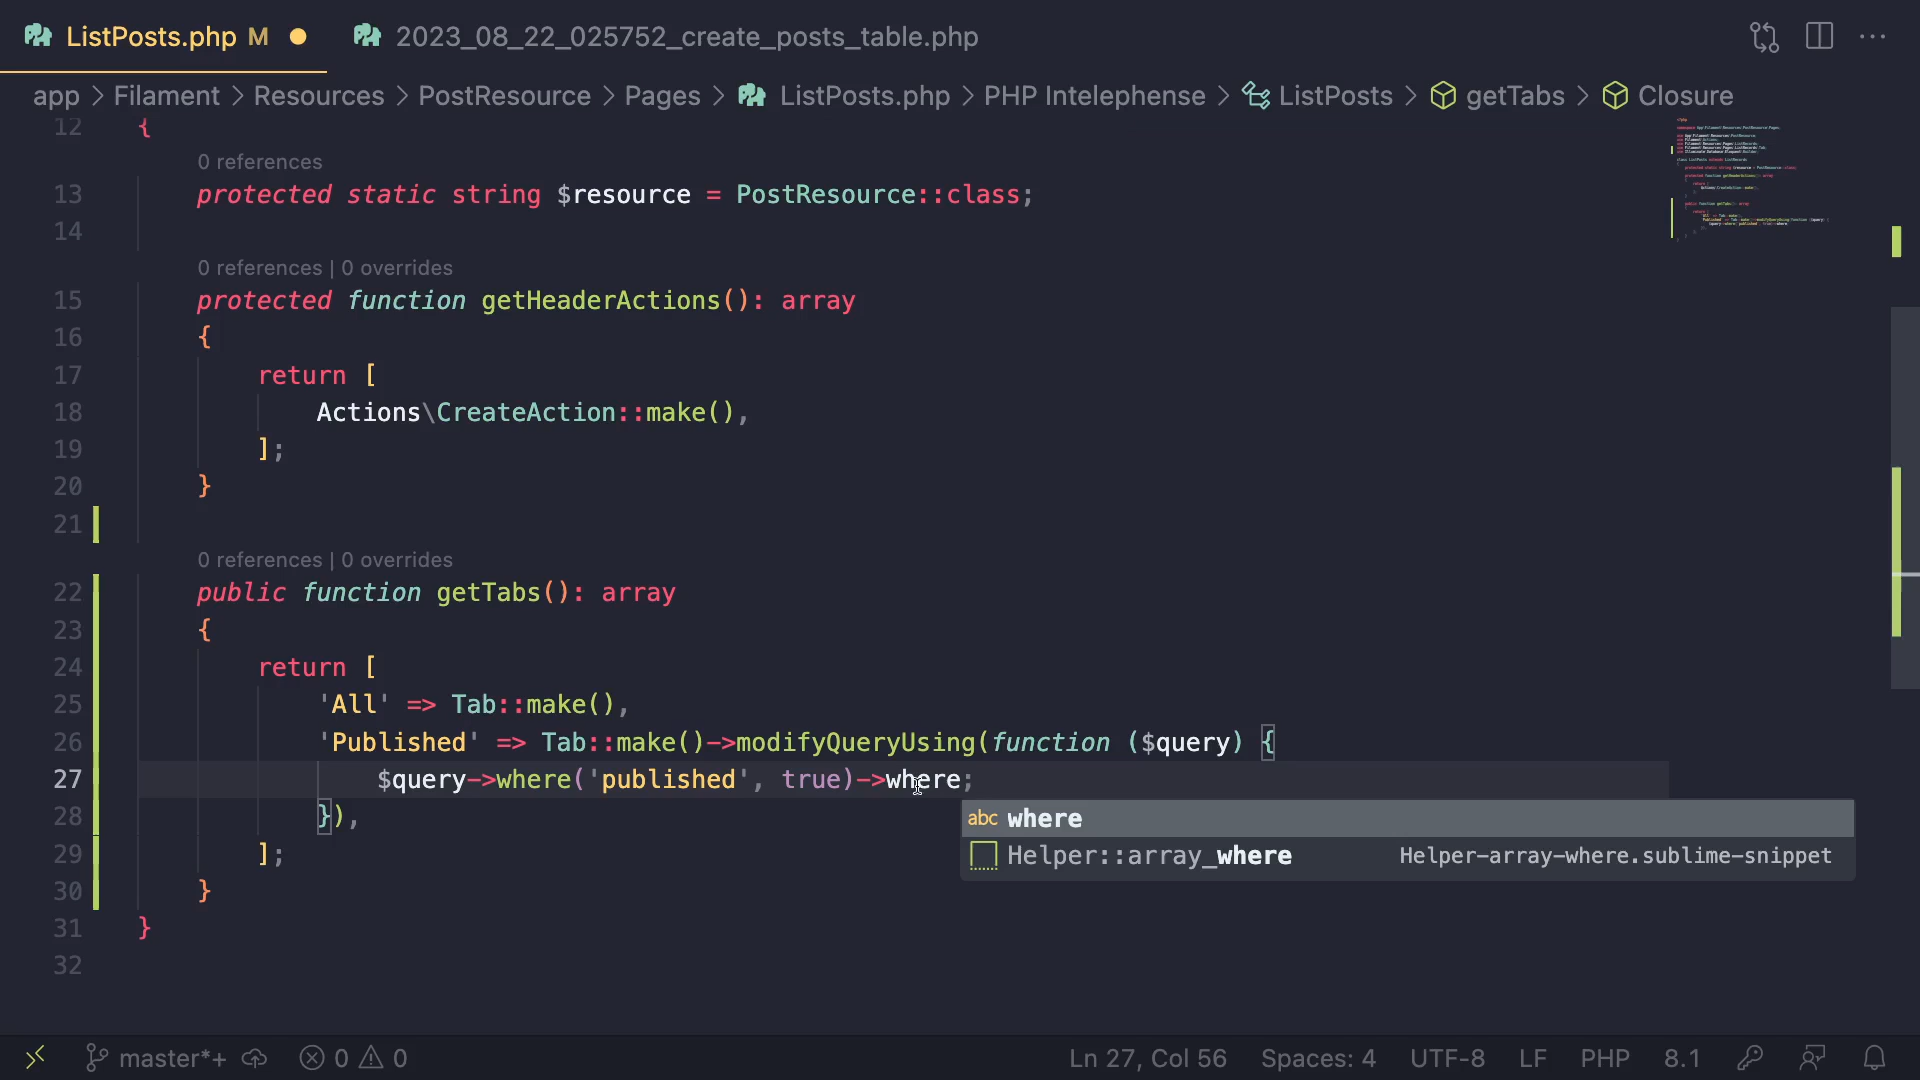 ListPosts.php M
2023_08_22_025752_create_posts_table.php
app > Filament > Resources > PostResource > Pages > ListPosts.php > PHP Intelephense > ListPosts > getTabs > Closure
12 {
0 references
13 protected static string $resource = PostResource::class;
14
0 references | 0 overrides
15 protected function getHeaderActions(): array
16 {
17 return [
18 Actions\CreateAction::make(),
19 ];
20 }
21
0 references | 0 overrides
22 public function getTabs(): array
23 {
24 return [
25 'All' => Tab::make(),
26 'Published' => Tab::make()->modifyQueryUsing(function ($query) {
27 $query->where('published', true)->where;
28 }),
abc where
29 ];
Helper::array_where Helper-array-where.sublime-snippet
30 }
31 }
32
master*+ 0 0 Ln 27, Col 56 Spaces: 4 UTF-8 LF PHP 8.1